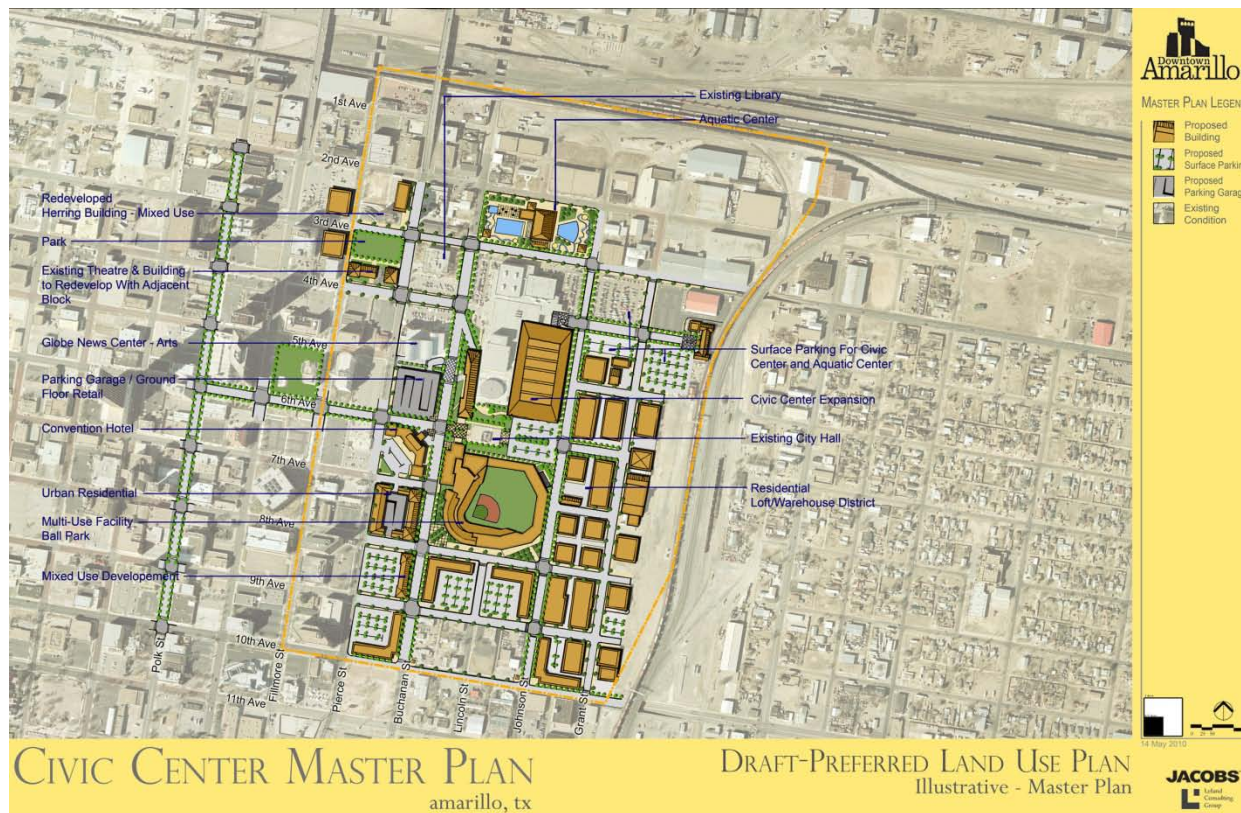 Downtown
Amarillo
MASTER PLAN LEGEN
Proposed
Building
Proposed
Surface Parkin
Proposed
Parking Garag
Existing
Condition
Existing Library
Aquatic Center
1st Ave
2nd Ave
Redeveloped
Herring Building - Mixed Use
3rd Ave
Park
Existing Theatre & Building
to Redevelop With Adjacent
Block
4th Ave
Globe News Center - Arts
5th Ave
Surface Parking For Civic
Center and Aquatic Center
Parking Garage / Ground
Floor Retail
6th Ave
Civic Center Expansion
Convention Hotel
Existing City Hall
7th Ave
Urban Residential
Residential
Loft/Warehouse District
Multi-Use Facility
Ball Park
8th Ave
Mixed Use Developement
9th Ave
10th Ave
11th Ave
Polk St
Fillmore St
Pierce St
Buchanan St
Lincoln St
Johnson St
Grant St
14 May 2010
CIVIC CENTER MASTER PLAN
amarillo, tx
DRAFT-PREFERRED LAND USE PLAN
Illustrative - Master Plan
JACOBS
Leland
Consulting
Group